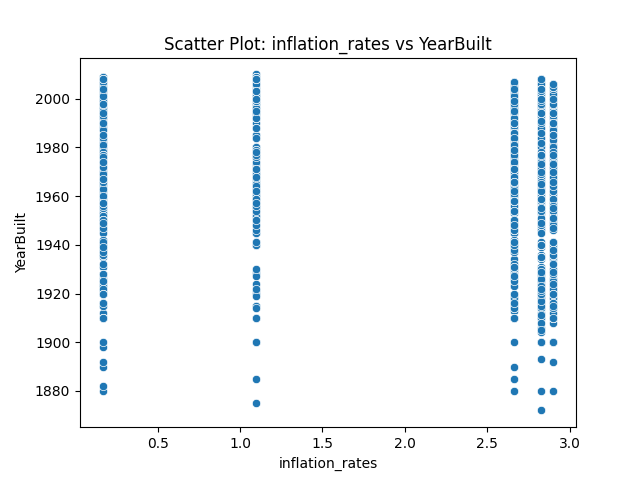 Scatter Plot: inflation_rates vs YearBuilt
YearBuilt
2000
1980
1960
1940
1920
1900
1880
0.5 1.0 1.5 2.0 2.5 3.0
inflation_rates